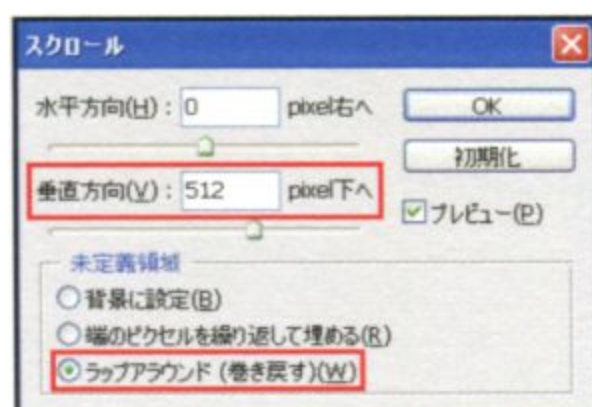 スクロール
水平方向(H): 0 pixel右へ
OK
初期化
垂直方向(V): 512 pixel下へ
プレビュー(P)
未定義領域
背景に設定(B)
端のピクセルを繰り返して埋める(R)
ラップアラウンド (巻き戻す)(W)